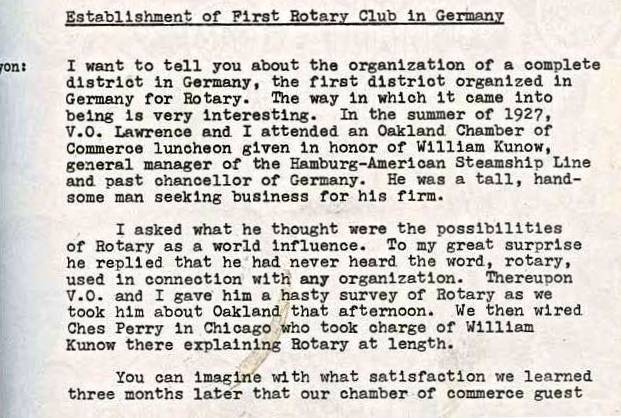 Establishment of First Rotary Club in Germany
yon: I want to tell you about the organization of a complete
district in Germany, the first district organized in
Germany for Rotary. The way in which it came into
being is very interesting. In the summer of 1927,
V.O. Lawrence and I attended an Oakland Chamber of
Commerce luncheon given in honor of William Kunow,
general manager of the Hamburg-American Steamship Line
and past chancellor of Germany. He was a tall, hand-
some man seeking business for his firm.
I asked what he thought were the possibilities
of Rotary as a world influence. To my great surprise
he replied that he had never heard the word, rotary,
used in connection with any organization. Thereupon
V.O. and I gave him a hasty survey of Rotary as we
took him about Oakland that afternoon. We then wired
Ches Perry in Chicago who took charge of William
Kunow there explaining Rotary at length.
You can imagine with what satisfaction we learned
three months later that our chamber of commerce guest